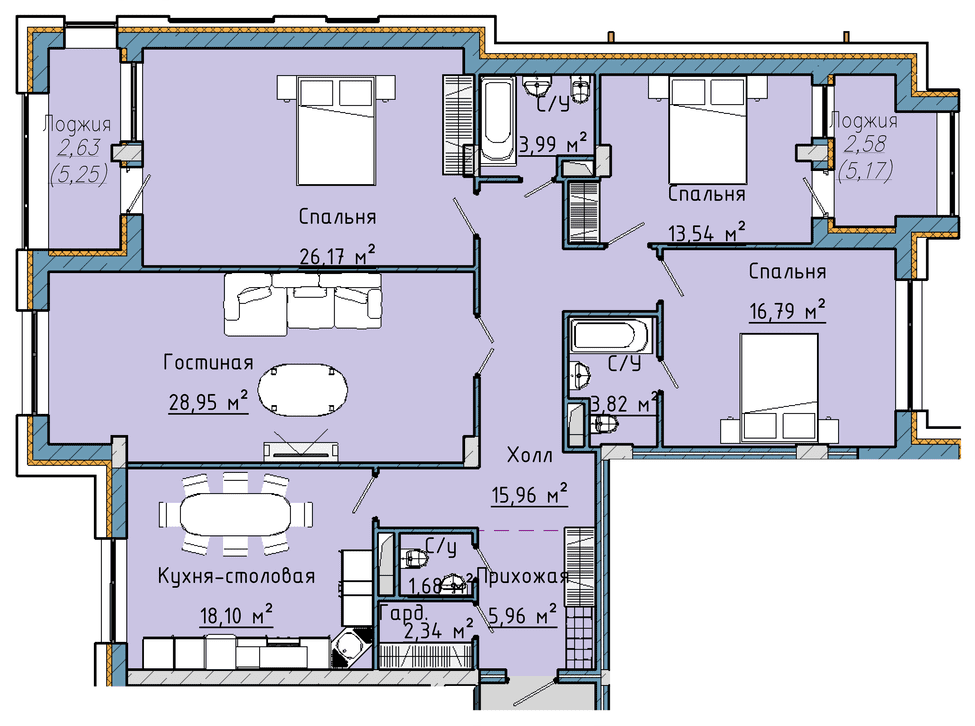 Лоджия
2,63
(5,25)
Спальня
26,17 м²
С/У
3,99 м²
Спальня
13,54 м²
Лоджия
2,58
(5,17)
Спальня
16,79 м²
Гостиная
28,95 м²
С/У
3,82 м²
Холл
15,96 м²
Кухня-столовая
18,10 м²
С/у
1,68 м²
Прихожая
5,96 м²
Гард.
2,34 м²